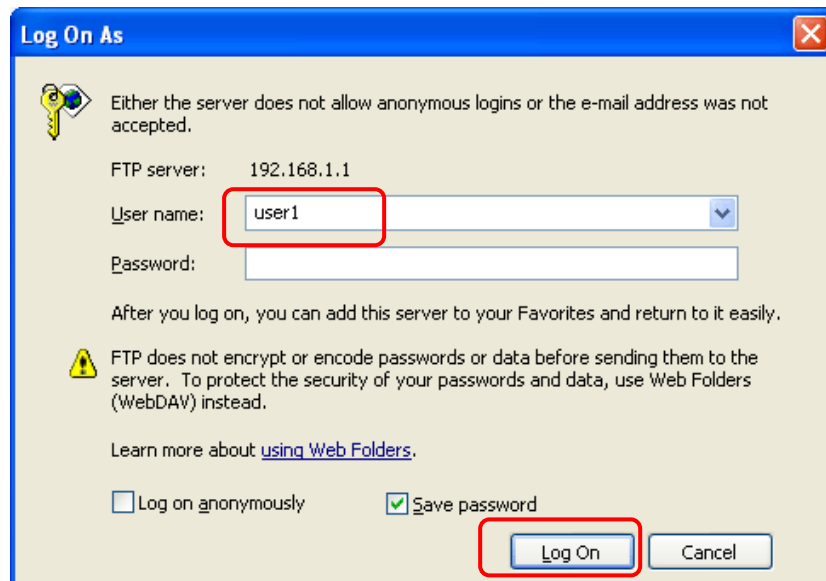 Log On As
Either the server does not allow anonymous logins or the e-mail address was not
accepted.
FTP server: 192.168.1.1
User name: user1
Password:
After you log on, you can add this server to your Favorites and return to it easily.
FTP does not encrypt or encode passwords or data before sending them to the
server. To protect the security of your passwords and data, use Web Folders
(WebDAV) instead.
Learn more about using Web Folders.
Log on anonymously Save password
Log On Cancel